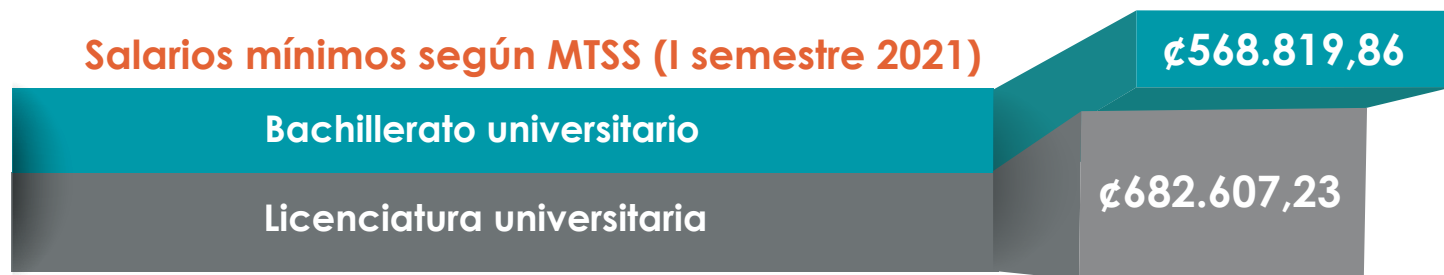 Salarios mínimos según MTSS (I semestre 2021)
¢568.819,86
Bachillerato universitario
¢682.607,23
Licenciatura universitaria